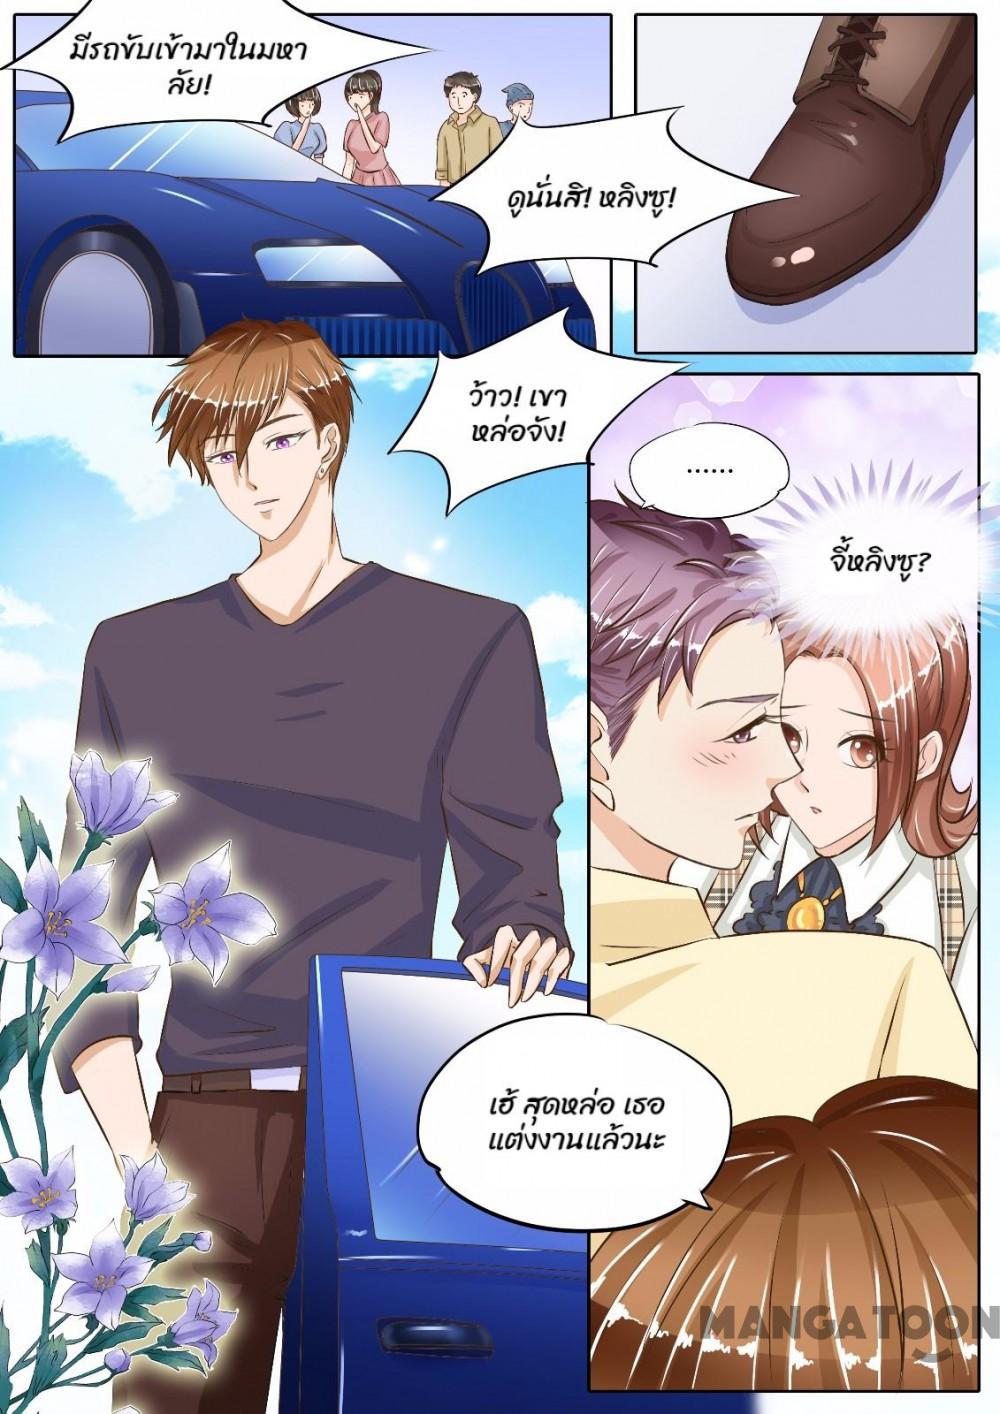 มีรถขับเข้ามาในมหา
ลัย!
ดูนั่นสิ! หลิงซู!
ว้าว! เขา
หล่อจัง!
......
จี้หลิงซู?
เฮ้ สุดหล่อ เธอ
แต่งงานแล้วนะ
MANGATOON